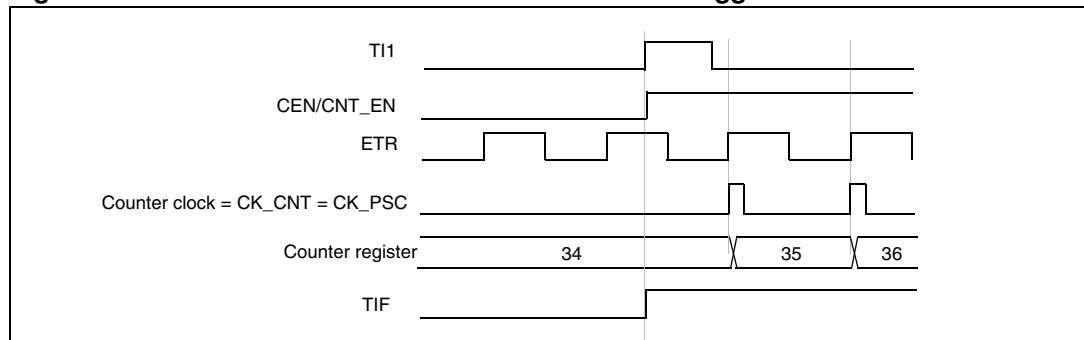 TI1
CEN/CNT_EN
ETR
Counter clock = CK_CNT = CK_PSC
Counter register
34
35
36
TIF